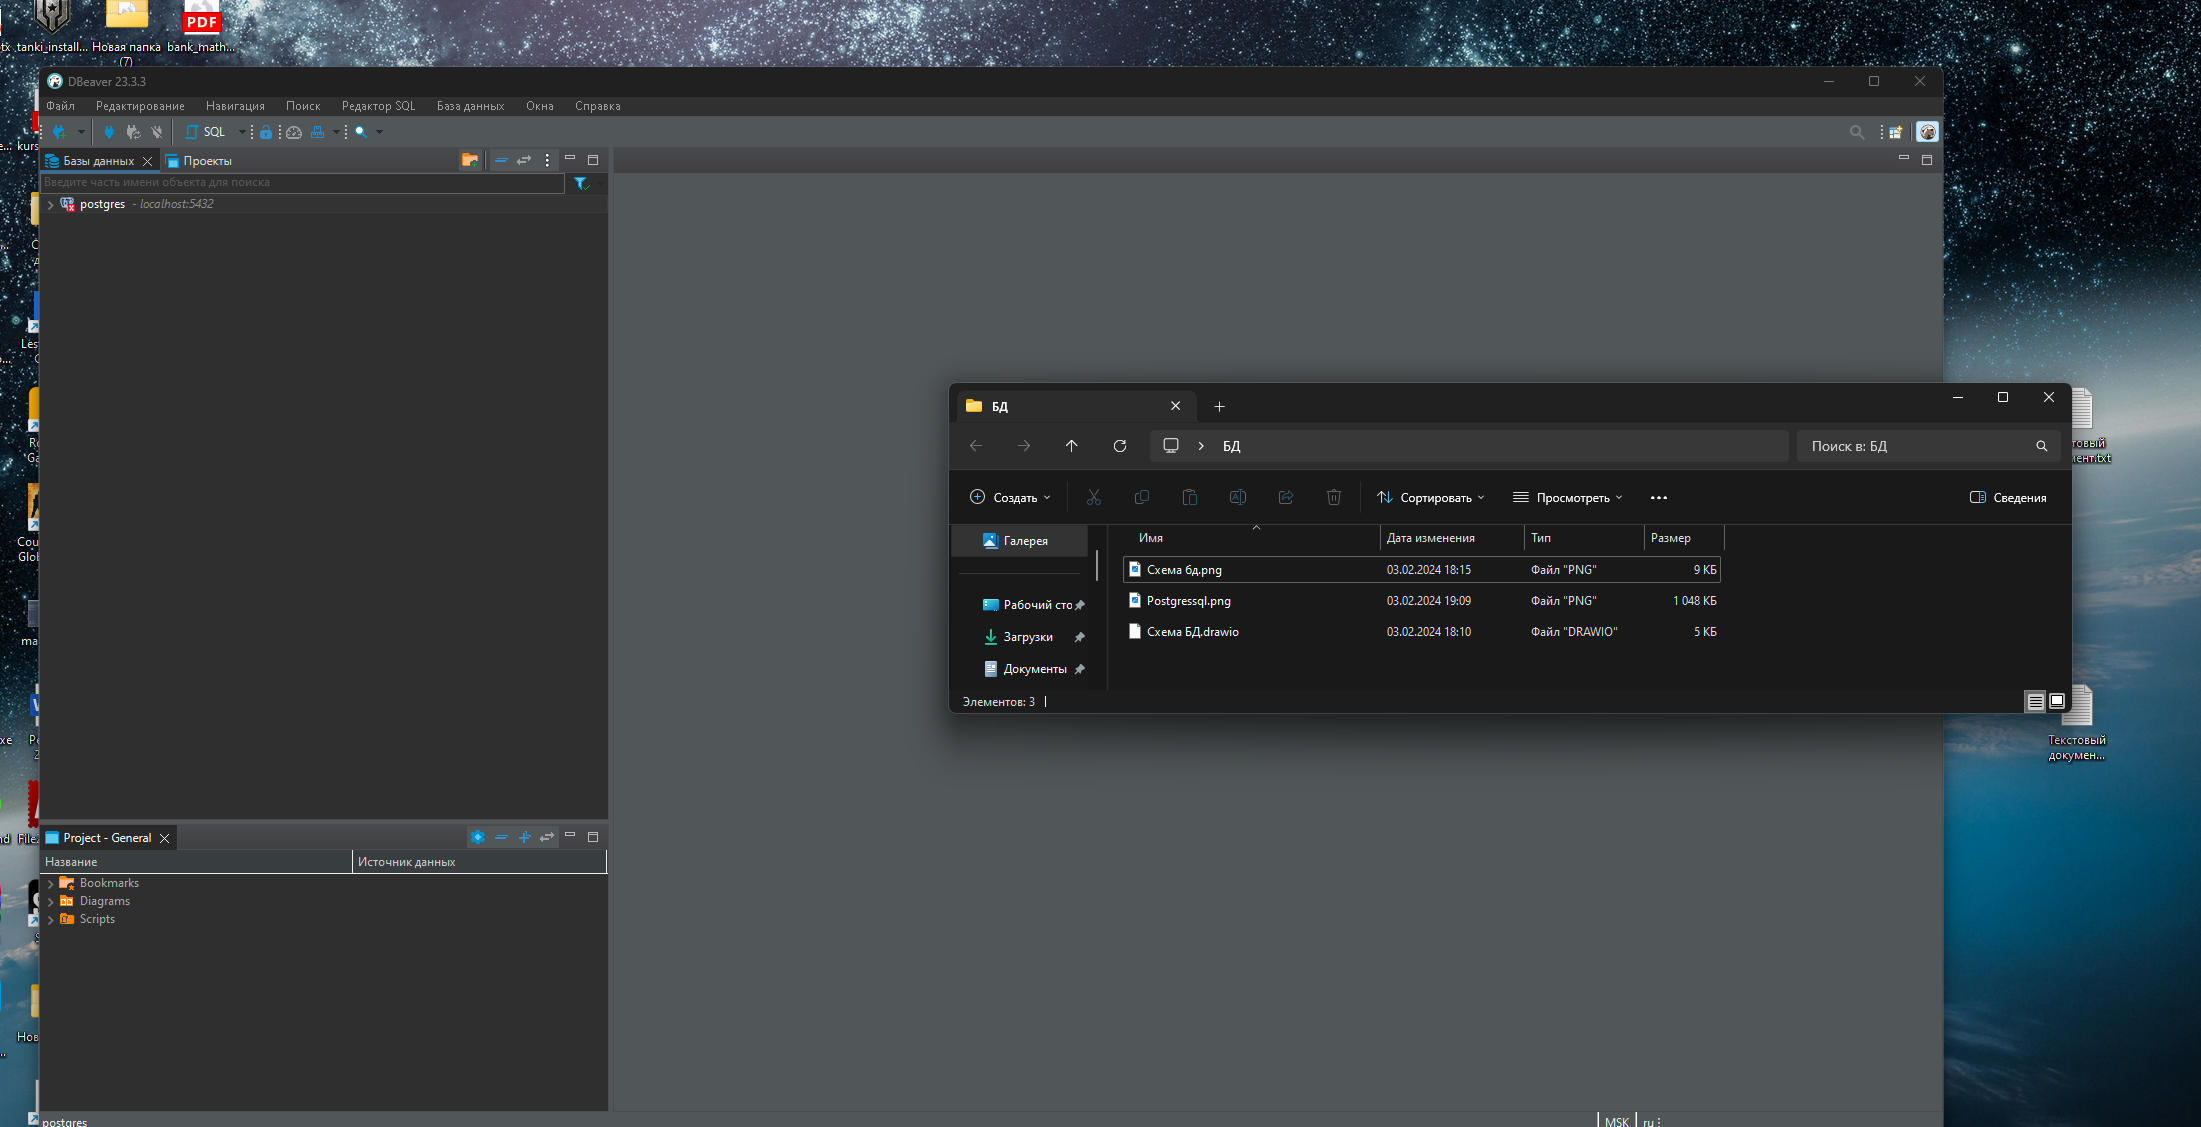 tanki_install... Новая папка bank_math...
(7)
PDF
DBeaver 23.3.3
Файл Редактирование Навигация Поиск Редактор SQL База данных Окна Справка
SQL
Базы данных Проекты
Введите часть имени объекта для поиска
postgres - localhost:5432
БД
БД
Поиск в: БД
Создать Сортировать Просмотреть Сведения
Галерея
Рабочий сто
Загрузки
Документы
Имя Дата изменения Тип Размер
Схема бд.png 03.02.2024 18:15 Файл "PNG" 9 КБ
Postgressql.png 03.02.2024 19:09 Файл "PNG" 1 048 КБ
Схема БД.drawio 03.02.2024 18:10 Файл "DRAWIO" 5 КБ
Элементов: 3
Текстовый
докумен...
Project - General
Название Источник данных
Bookmarks
Diagrams
Scripts
postgres
MSK ru